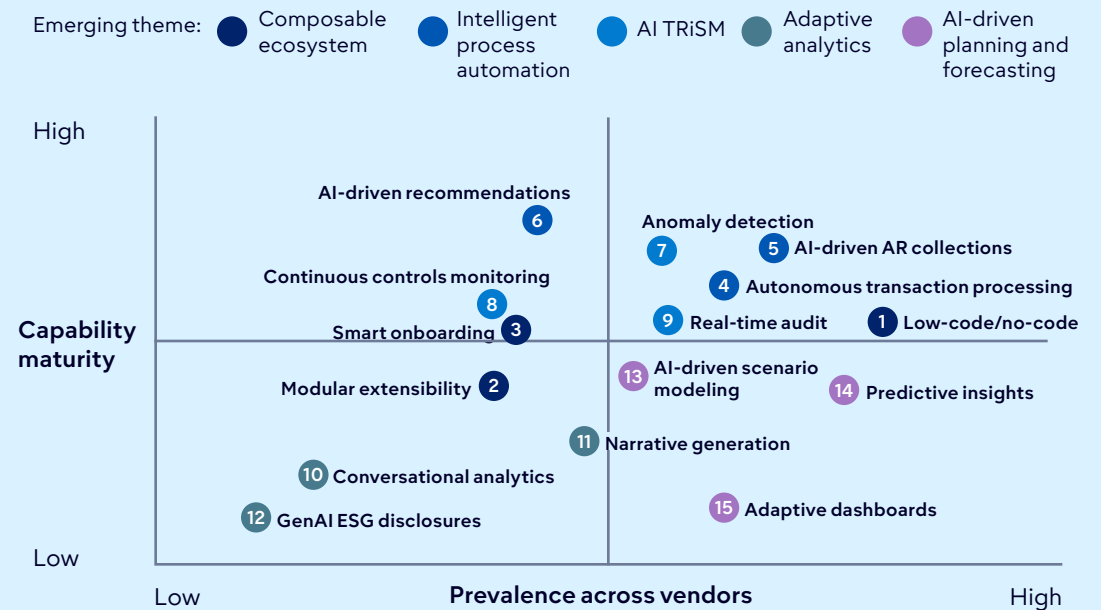 Emerging theme:
Composable
ecosystem
Intelligent
process
automation
AI TRiSM
Adaptive
analytics
AI-driven
planning and
forecasting
High
AI-driven recommendations
6
Anomaly detection
7
5 AI-driven AR collections
Continuous controls monitoring
8
4 Autonomous transaction processing
Smart onboarding 3
9 Real-time audit
1 Low-code/no-code
Capability
maturity
Modular extensibility 2
13 AI-driven scenario
modeling
14 Predictive insights
11 Narrative generation
10 Conversational analytics
12 GenAI ESG disclosures
15 Adaptive dashboards
Low
Low
Prevalence across vendors
High